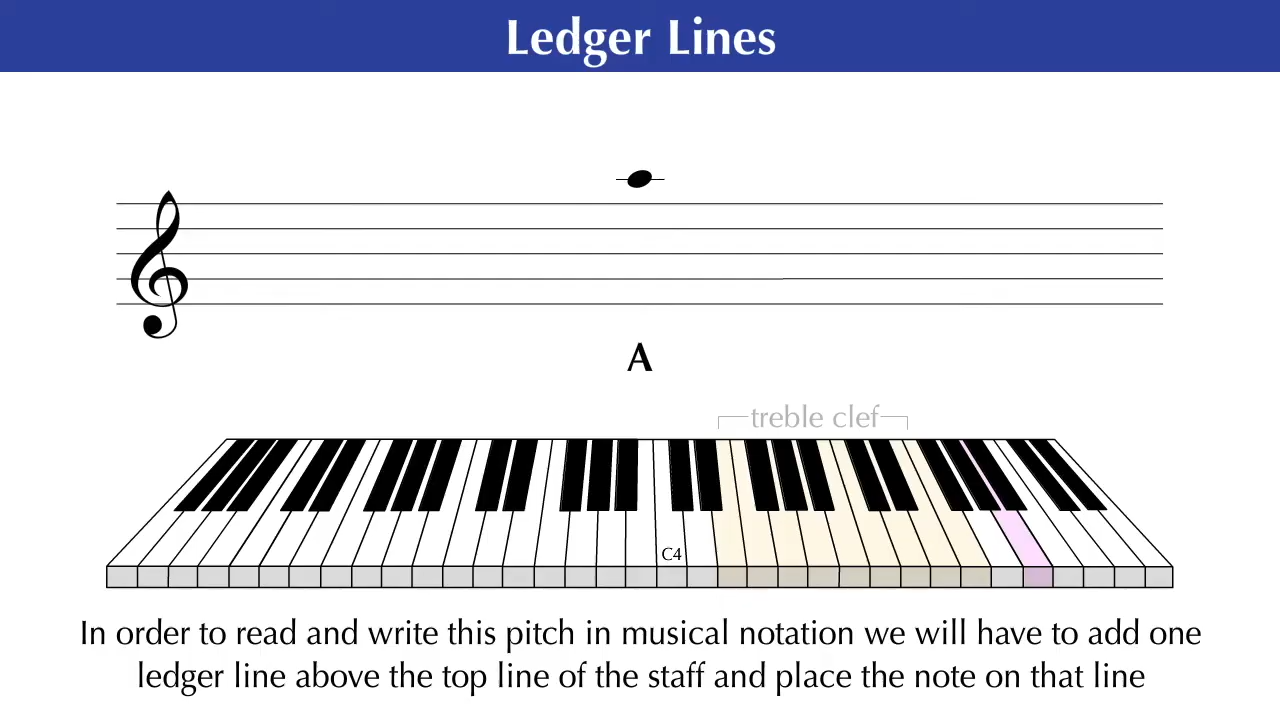 Ledger Lines
A
treble clef
C4
In order to read and write this pitch in musical notation we will have to add one
ledger line above the top line of the staff and place the note on that line